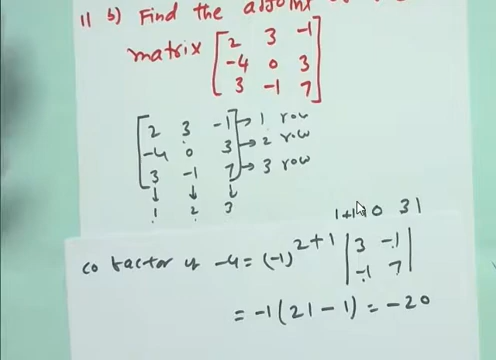 11 b) Find the adjoint
matrix [2 3 -1
-4 0 3
3 -1 7]
[2 3 -1] → 1 row
-4 0 3 → 2 row
3 -1 7 → 3 row
↓ ↓ ↓
1 2 3
0 31
co factor of -4 = (-1)^2+1 |3 -1
-1 7|
= -1(21-1) = -20